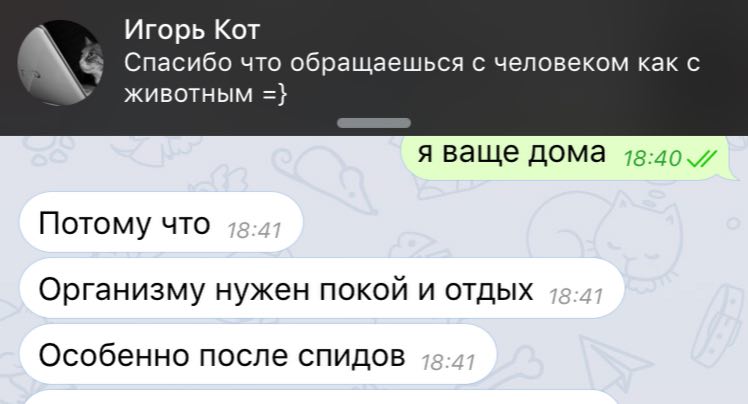 Игорь Кот
Спасибо что обращаешься с человеком как с
животным =}
я ваще дома 18:40
Потому что 18:41
Организму нужен покой и отдых 18:41
Особенно после спидов 18:41